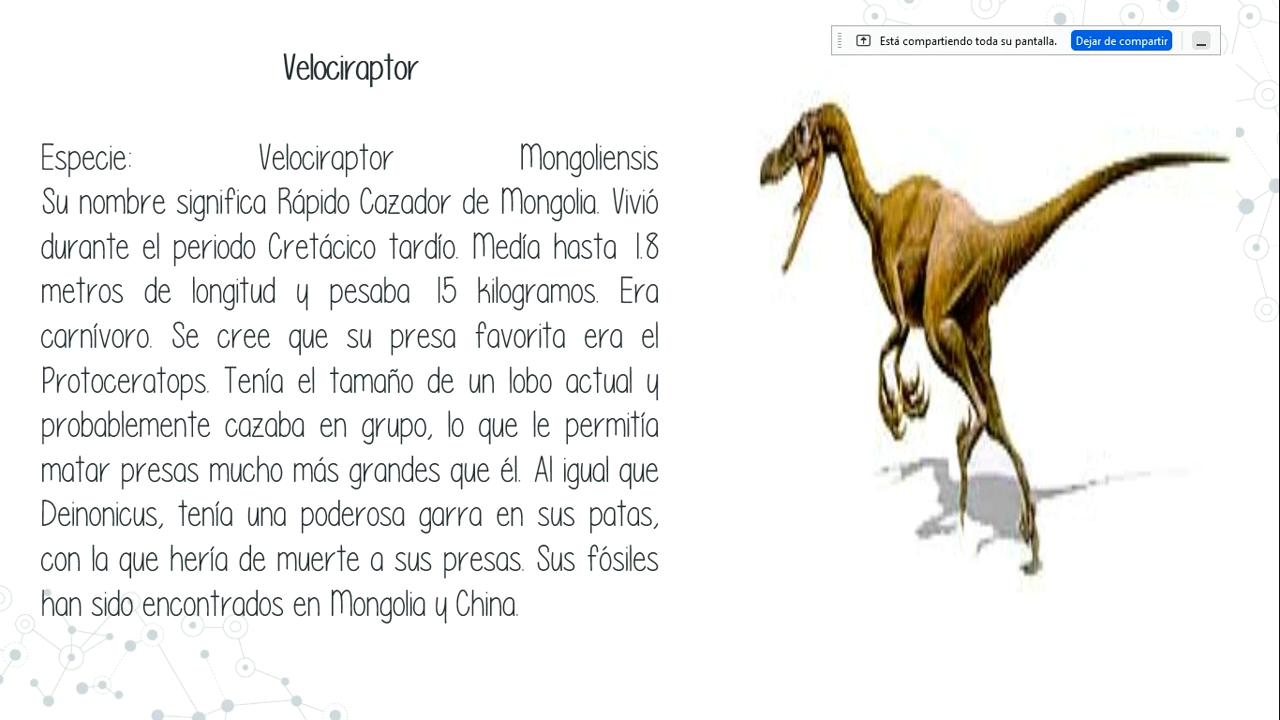 Está compartiendo toda su pantalla. Dejar de compartir
Velociraptor
Especie: Velociraptor Mongoliensis
Su nombre significa Rápido Cazador de Mongolia. Vivió
durante el periodo Cretácico tardío. Medía hasta 1.8
metros de longitud y pesaba 15 kilogramos. Era
carnívoro. Se cree que su presa favorita era el
Protoceratops. Tenía el tamaño de un lobo actual y
probablemente cazaba en grupo, lo que le permitía
matar presas mucho más grandes que él. Al igual que
Deinonicus, tenía una poderosa garra en sus patas,
con la que hería de muerte a sus presas. Sus fósiles
han sido encontrados en Mongolia y China.